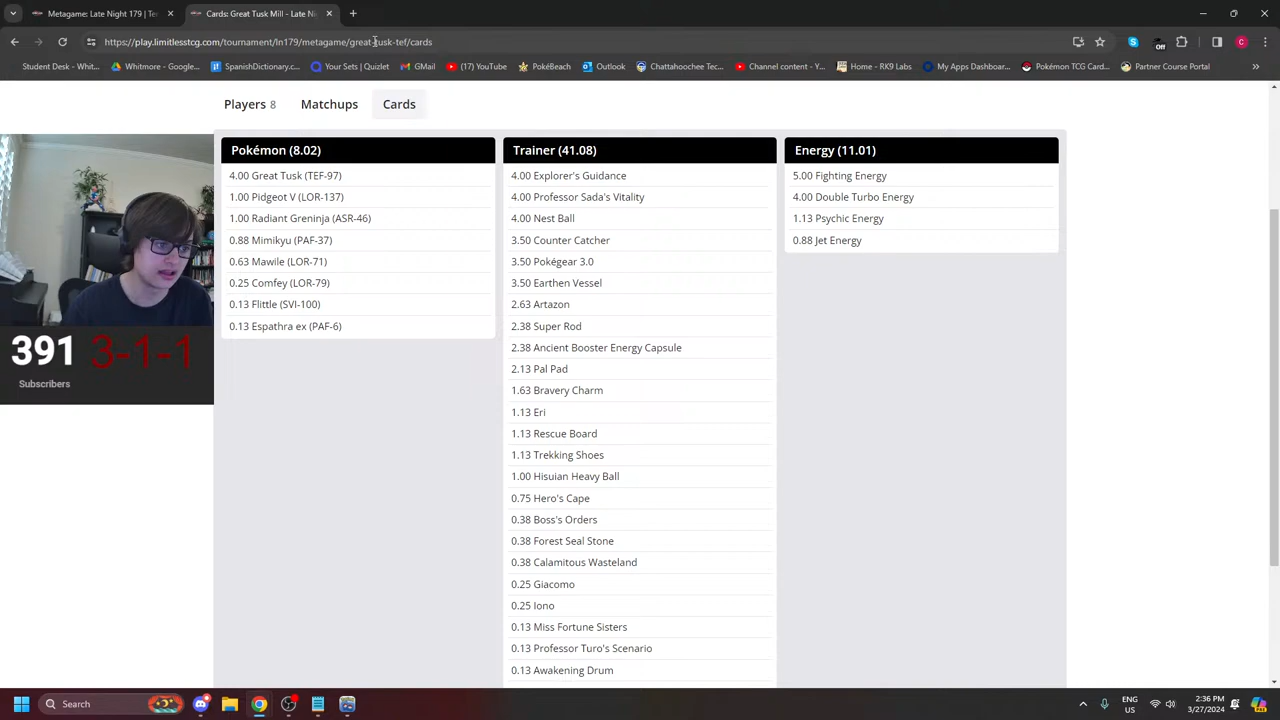 Metagame: Late Night 179 | Te
Cards: Great Tusk Mill - Late Ni
https://play.limitlesstcg.com/tournament/ln179/metagame/great-tusk-tef/cards
Student Desk - Whit...
Whitmore - Google...
SpanishDictionary.c...
Your Sets | Quizlet
GMail
(17) YouTube
PokéBeach
Outlook
Chattahoochee Tec...
Channel content - Y...
Home - RK9 Labs
My Apps Dashboar...
Pokémon TCG Card...
Partner Course Portal
Players 8
Matchups
Cards
Pokémon (8.02)
4.00 Great Tusk (TEF-97)
1.00 Pidgeot V (LOR-137)
1.00 Radiant Greninja (ASR-46)
0.88 Mimikyu (PAF-37)
0.63 Mawile (LOR-71)
0.25 Comfey (LOR-79)
0.13 Flittle (SVI-100)
0.13 Espathra ex (PAF-6)
Trainer (41.08)
4.00 Explorer's Guidance
4.00 Professor Sada's Vitality
4.00 Nest Ball
3.50 Counter Catcher
3.50 Pokégear 3.0
3.50 Earthen Vessel
2.63 Artazon
2.38 Super Rod
2.38 Ancient Booster Energy Capsule
2.13 Pal Pad
1.63 Bravery Charm
1.13 Eri
1.13 Rescue Board
1.13 Trekking Shoes
1.00 Hisuian Heavy Ball
0.75 Hero's Cape
0.38 Boss's Orders
0.38 Forest Seal Stone
0.38 Calamitous Wasteland
0.25 Giacomo
0.25 Iono
0.13 Miss Fortune Sisters
0.13 Professor Turo's Scenario
0.13 Awakening Drum
Energy (11.01)
5.00 Fighting Energy
4.00 Double Turbo Energy
1.13 Psychic Energy
0.88 Jet Energy
391 3-1-1
Subscribers
Search
ENG
US
2:36 PM
3/27/2024